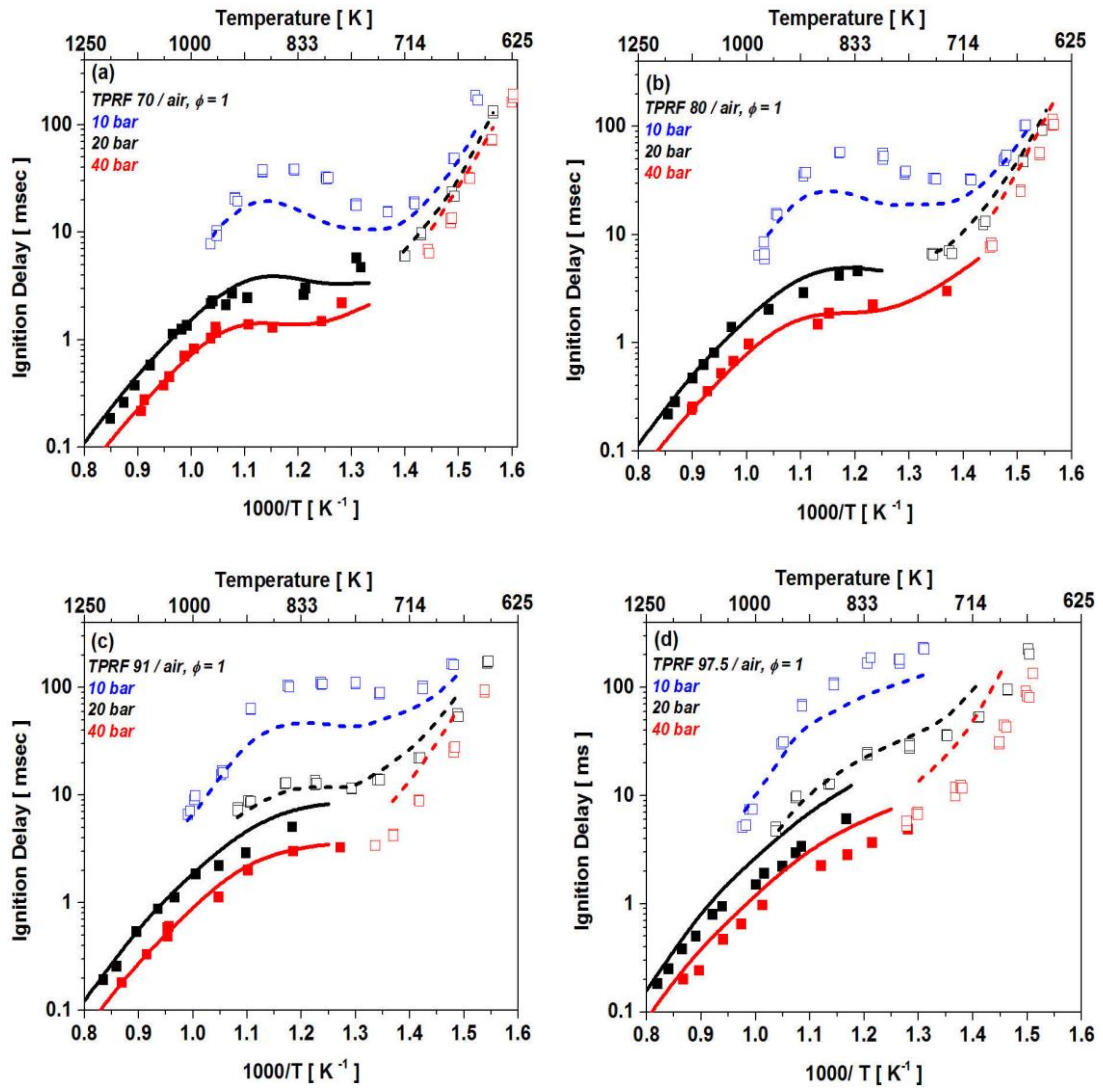 Temperature [ K ]
1250 1000 833 714 625
(a)
TPRF 70 / air, ϕ = 1
10 bar
20 bar
40 bar
100
10
1
0.1
Ignition Delay [ msec ]
0.8 0.9 1.0 1.1 1.2 1.3 1.4 1.5 1.6
1000/T [ K -1 ]
Temperature [ K ]
1250 1000 833 714 625
(b)
TPRF 80 / air, ϕ = 1
10 bar
20 bar
40 bar
100
10
1
0.1
Ignition Delay [ msec ]
0.8 0.9 1.0 1.1 1.2 1.3 1.4 1.5 1.6
1000/T [ K -1 ]
Temperature [ K ]
1250 1000 833 714 625
(c)
TPRF 91 / air, ϕ = 1
10 bar
20 bar
40 bar
100
10
1
0.1
Ignition Delay [ msec ]
0.8 0.9 1.0 1.1 1.2 1.3 1.4 1.5 1.6
1000/T [ K -1 ]
Temperature [ K ]
1250 1000 833 714 625
(d)
TPRF 97.5 / air, ϕ = 1
10 bar
20 bar
40 bar
100
10
1
0.1
Ignition Delay [ ms ]
0.8 0.9 1.0 1.1 1.2 1.3 1.4 1.5 1.6
1000/ T [ K -1 ]